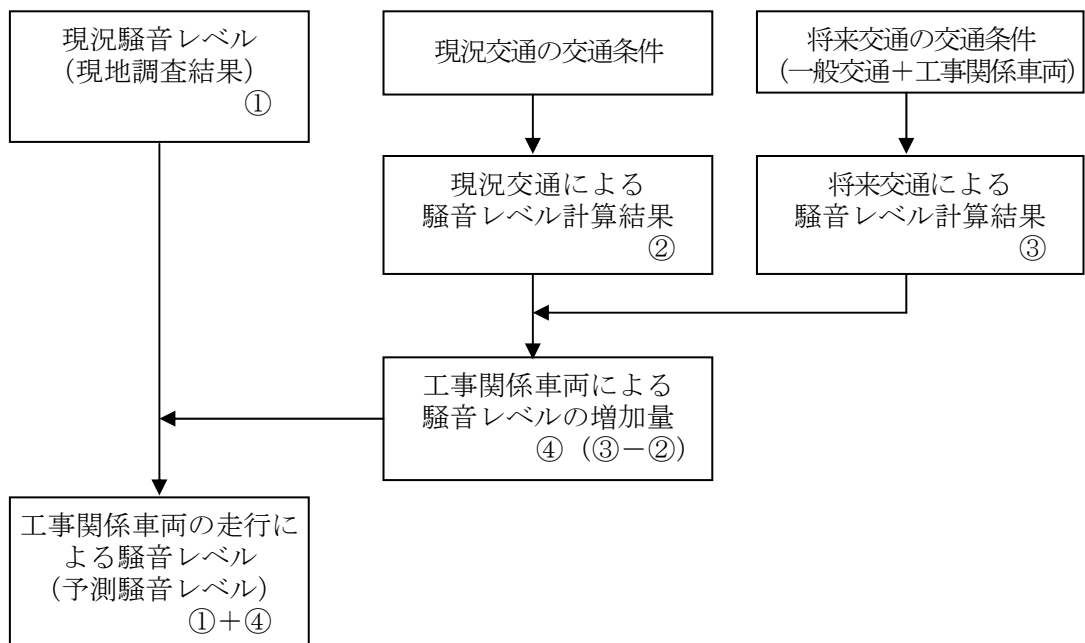 現況騒音レベル
（現地調査結果）
①
現況交通の交通条件
将来交通の交通条件
（一般交通＋工事関係車両）
現況交通による
騒音レベル計算結果
②
将来交通による
騒音レベル計算結果
③
工事関係車両による
騒音レベルの増加量
④（③－②）
工事関係車両の走行に
よる騒音レベル
（予測騒音レベル）
①＋④